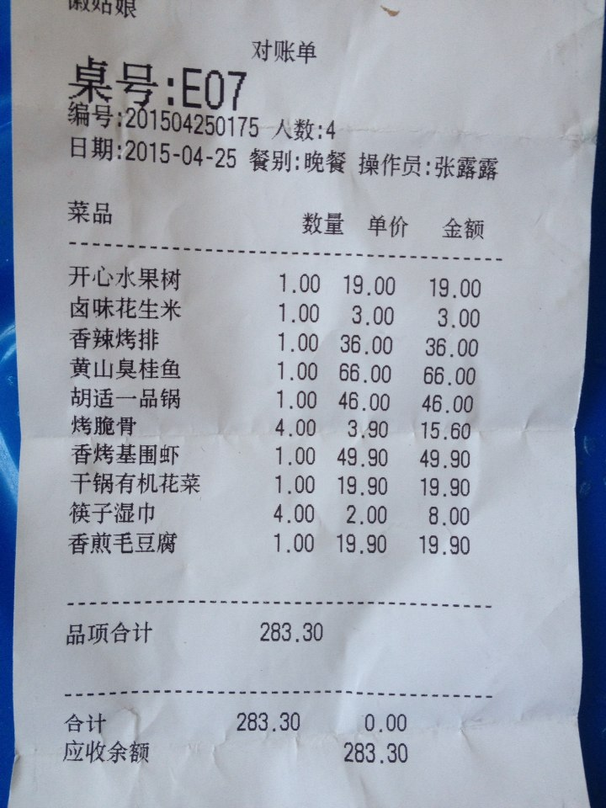 徽姑娘
对账单
桌号:E07
编号:201504250175 人数:4
日期:2015-04-25 餐别:晚餐 操作员:张露露
菜品 数量 单价 金额
开心水果树 1.00 19.00 19.00
卤味花生米 1.00 3.00 3.00
香辣烤排 1.00 36.00 36.00
黄山臭桂鱼 1.00 66.00 66.00
胡适一品锅 1.00 46.00 46.00
烤脆骨 4.00 3.90 15.60
香烤基围虾 1.00 49.90 49.90
干锅有机花菜 1.00 19.90 19.90
筷子湿巾 4.00 2.00 8.00
香煎毛豆腐 1.00 19.90 19.90
品项合计 283.30
合计 283.30 0.00
应收余额 283.30